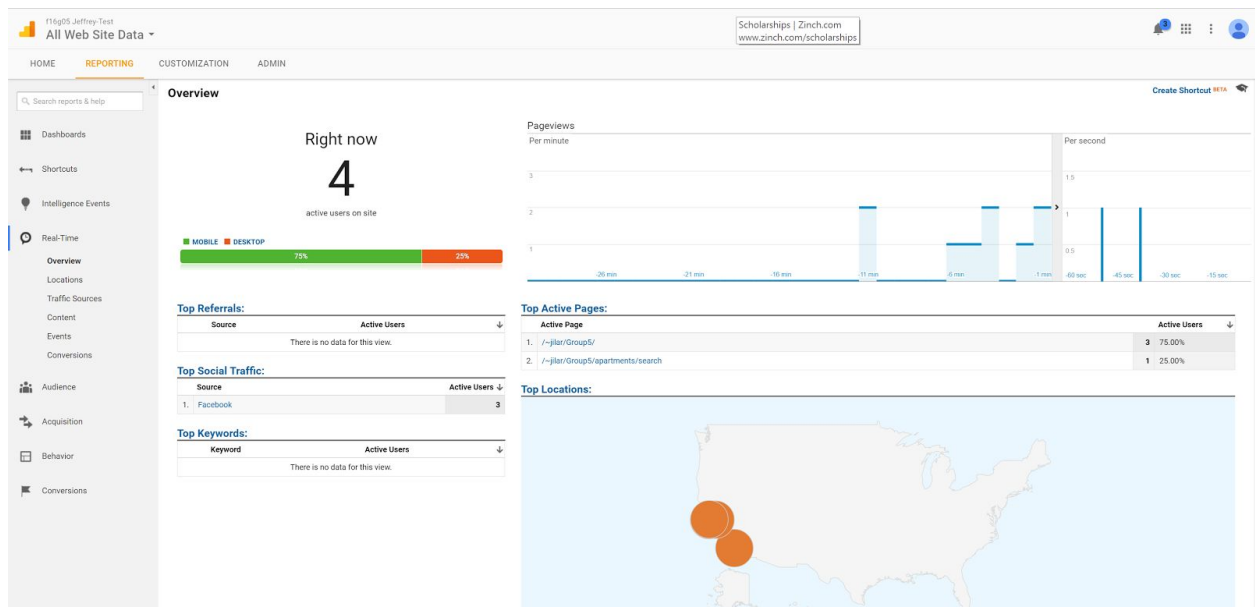 f16g05 Jeffrey-Test
All Web Site Data
Scholarships | Zinch.com
www.zinch.com/scholarships
3
HOME REPORTING CUSTOMIZATION ADMIN
Search reports & help
Dashboards
Shortcuts
Intelligence Events
Real-Time
Overview
Locations
Traffic Sources
Content
Events
Conversions
Audience
Acquisition
Behavior
Conversions
Overview
Create Shortcut BETA
Right now
4
active users on site
MOBILE DESKTOP
75% 25%
Pageviews
Per minute
3
2
1
-26 min -21 min -16 min -11 min -6 min -1 min
Per second
1.5
1
0.5
-60 sec -45 sec -30 sec -15 sec
Top Referrals:
Source Active Users
There is no data for this view.
Top Social Traffic:
Source Active Users
1. Facebook 3
Top Keywords:
Keyword Active Users
There is no data for this view.
Top Active Pages:
Active Page Active Users
1. /~jilar/Group5/ 3 75.00%
2. /~jilar/Group5/apartments/search 1 25.00%
Top Locations: